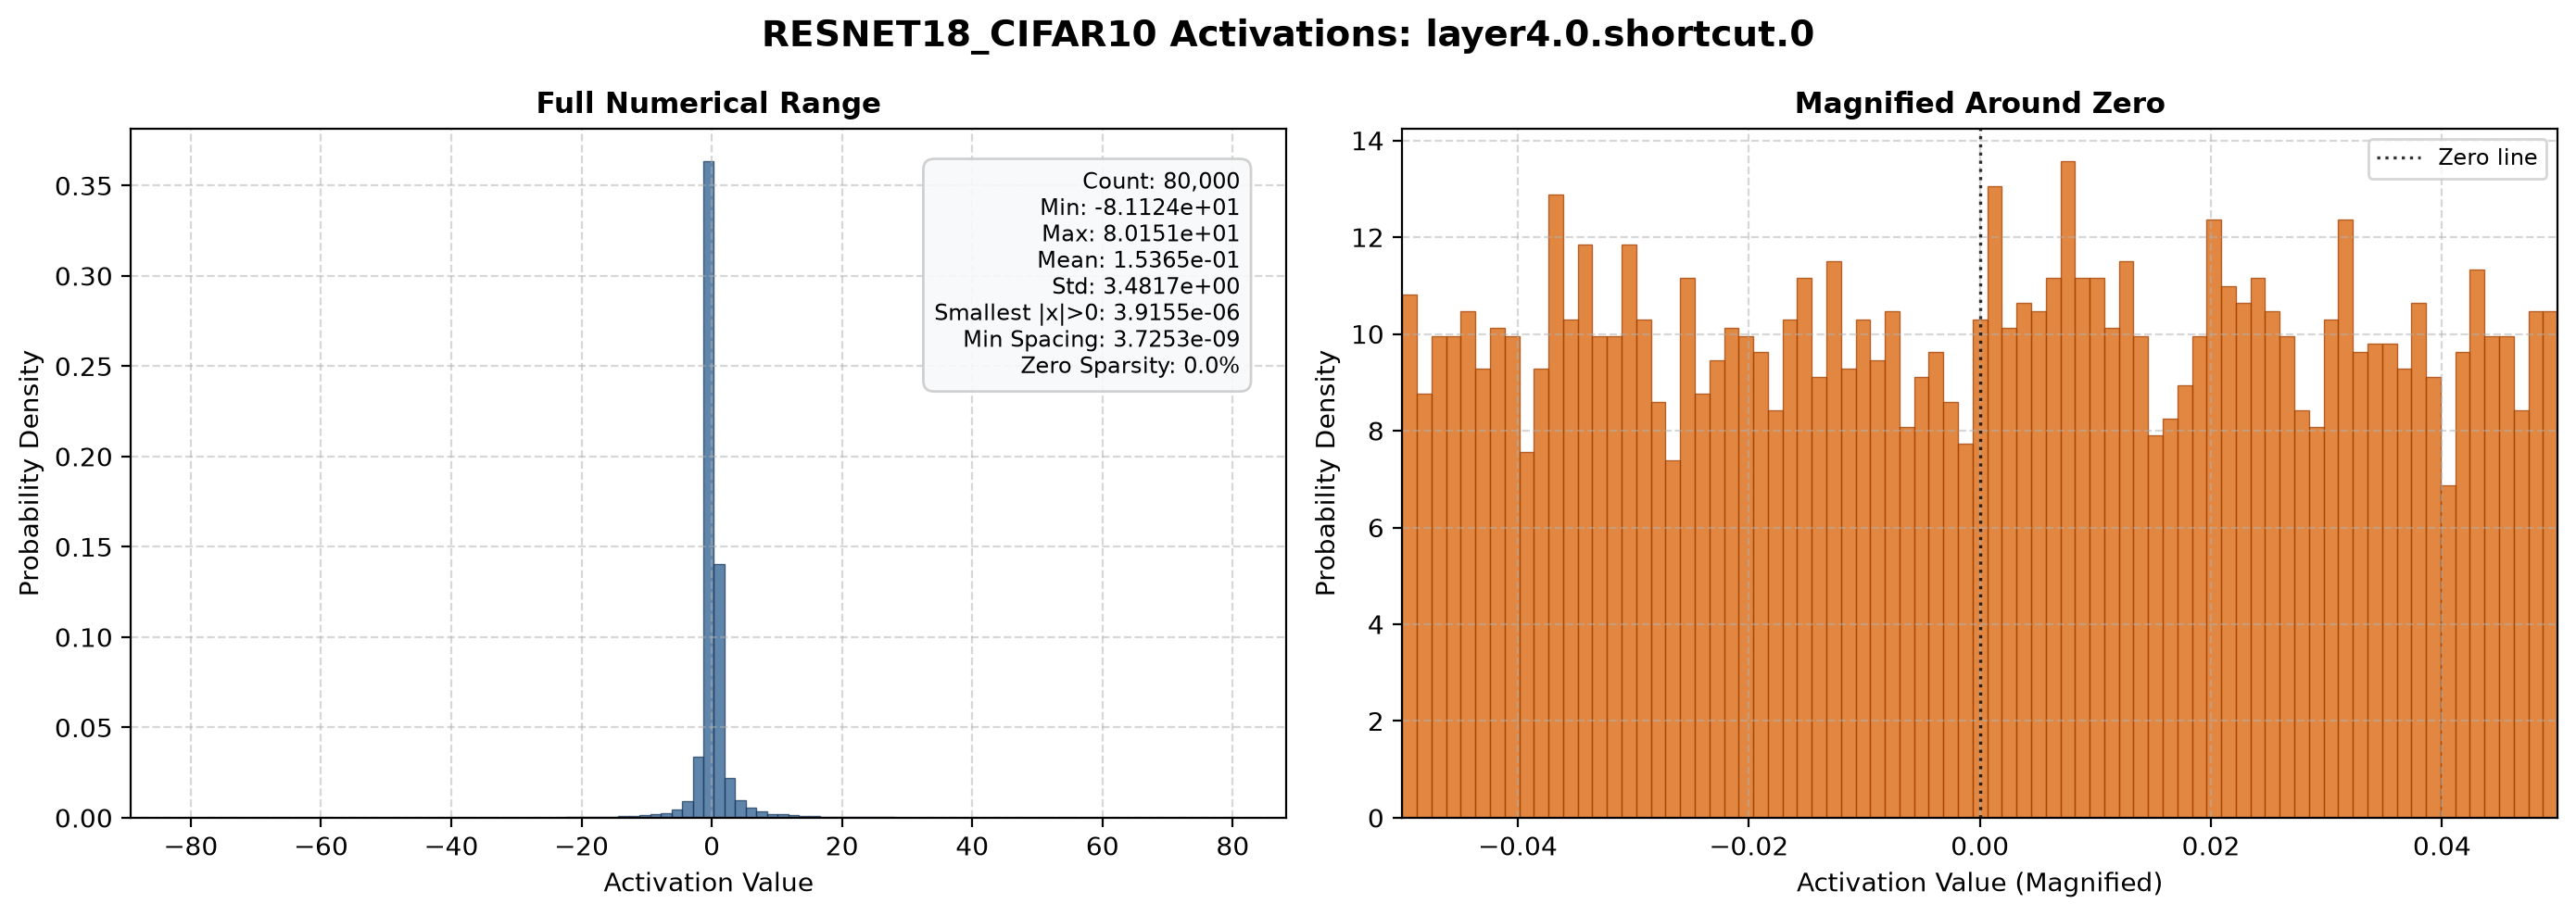 RESNET18_CIFAR10 Activations: layer4.0.shortcut.0
Full Numerical Range
Probability Density
0.35
0.30
0.25
0.20
0.15
0.10
0.05
0.00
Count: 80,000
Min: -8.1124e+01
Max: 8.0151e+01
Mean: 1.5365e-01
Std: 3.4817e+00
Smallest |x|>0: 3.9155e-06
Min Spacing: 3.7253e-09
Zero Sparsity: 0.0%
−80 −60 −40 −20 0 20 40 60 80
Activation Value
Magnified Around Zero
Probability Density
14
12
10
8
6
4
2
0
Zero line
−0.04 −0.02 0.00 0.02 0.04
Activation Value (Magnified)